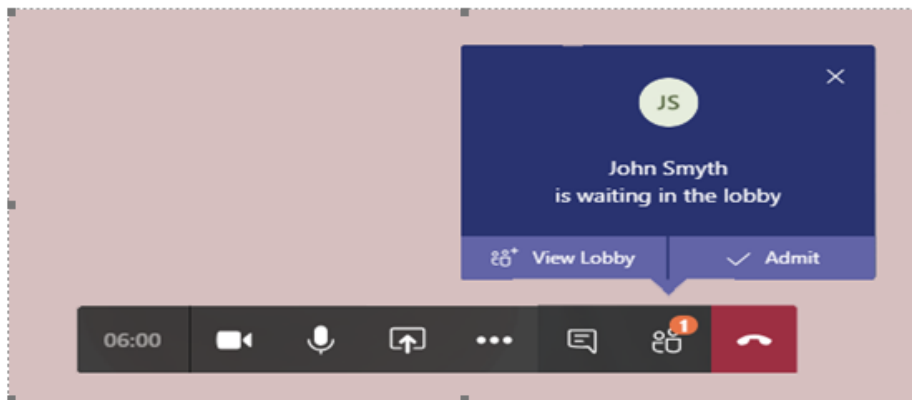 JS
John Smyth
is waiting in the lobby
View Lobby
Admit
06:00
1